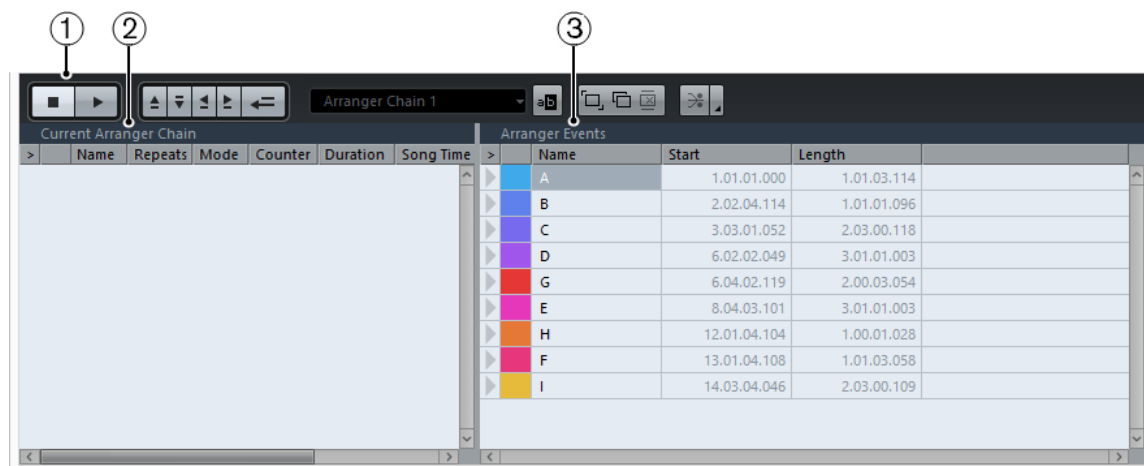 1 2 3
Arranger Chain 1 ab
Current Arranger Chain Arranger Events
> Name Repeats Mode Counter Duration Song Time > Name Start Length
A 1.01.01.000 1.01.03.114
B 2.02.04.114 1.01.01.096
C 3.03.01.052 2.03.00.118
D 6.02.02.049 3.01.01.003
G 6.04.02.119 2.00.03.054
E 8.04.03.101 3.01.01.003
H 12.01.04.104 1.00.01.028
F 13.01.04.108 1.01.03.058
I 14.03.04.046 2.03.00.109